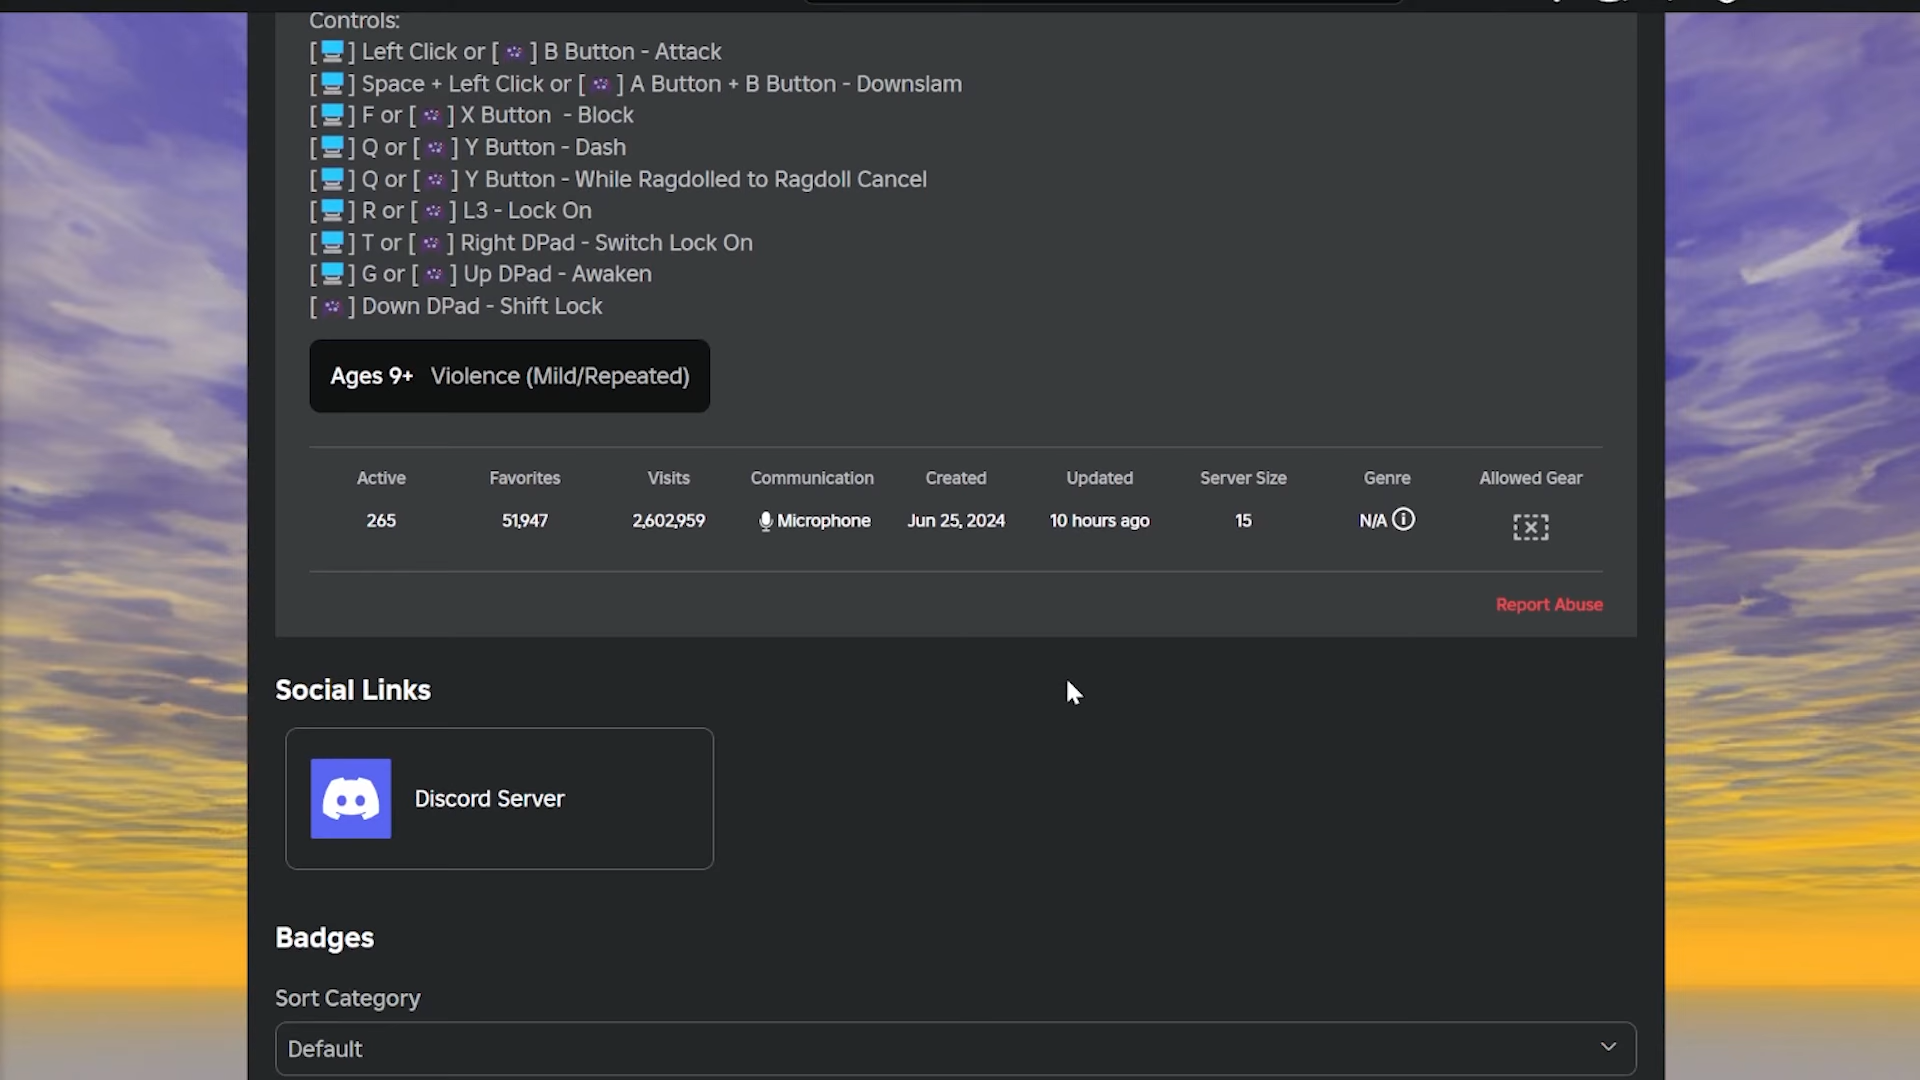 Controls:
[🖥️] Left Click or [👾] B Button - Attack
[🖥️] Space + Left Click or [👾] A Button + B Button - Downslam
[🖥️] F or [👾] X Button  - Block
[🖥️] Q or [👾] Y Button - Dash
[🖥️] Q or [👾] Y Button - While Ragdolled to Ragdoll Cancel
[🖥️] R or [👾] L3 - Lock On
[🖥️] T or [👾] Right DPad - Switch Lock On
[🖥️] G or [👾] Up DPad - Awaken
[👾] Down DPad - Shift Lock
Ages 9+ Violence (Mild/Repeated)
Active Favorites Visits Communication Created Updated Server Size Genre Allowed Gear
265 51,947 2,602,959 Microphone Jun 25, 2024 10 hours ago 15 N/A
Report Abuse
Social Links
Discord Server
Badges
Sort Category
Default